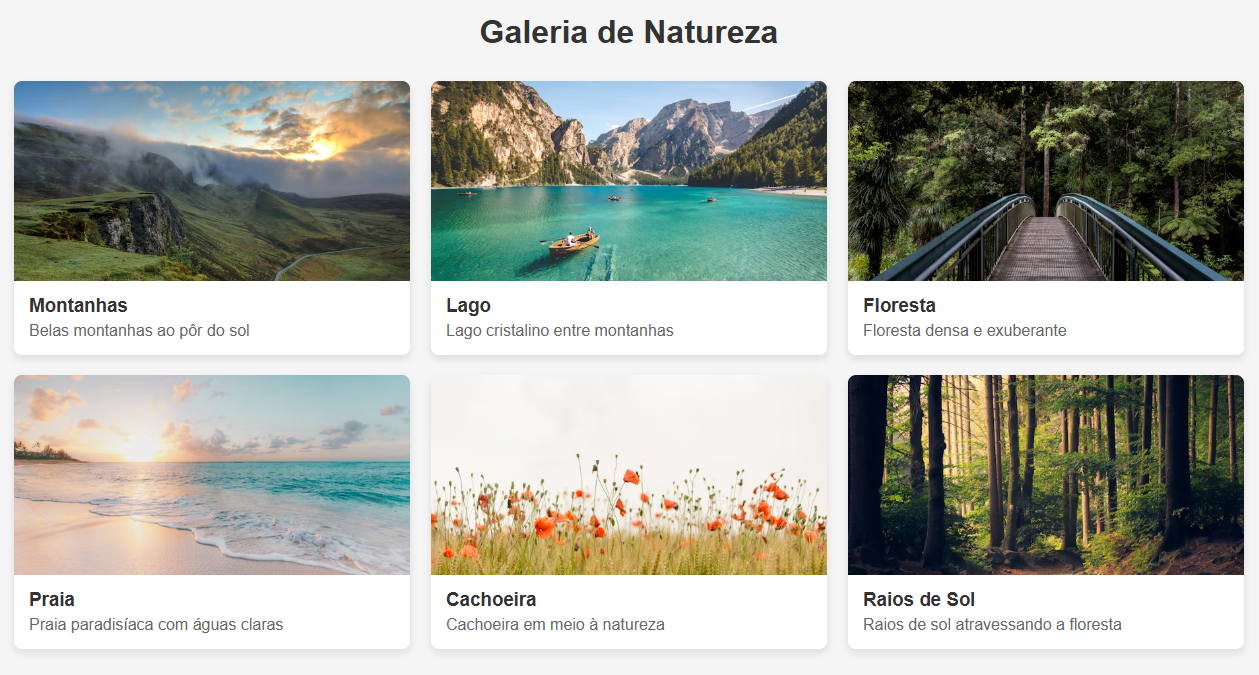 Galeria de Natureza
Montanhas
Belas montanhas ao pôr do sol
Lago
Lago cristalino entre montanhas
Floresta
Floresta densa e exuberante
Praia
Praia paradisíaca com águas claras
Cachoeira
Cachoeira em meio à natureza
Raios de Sol
Raios de sol atravessando a floresta